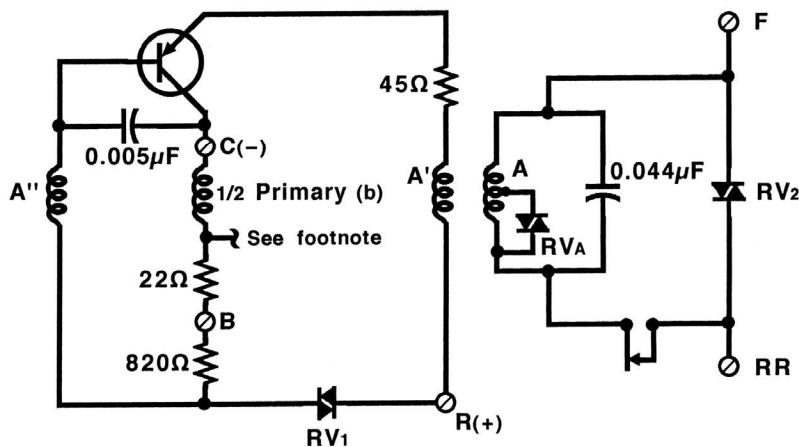 F
45Ω
0.005µF
C(−)
A''
1/2 Primary (b)
A'
A
0.044µF
RV2
RVA
See footnote
22Ω
B
820Ω
RV1
R(+)
RR